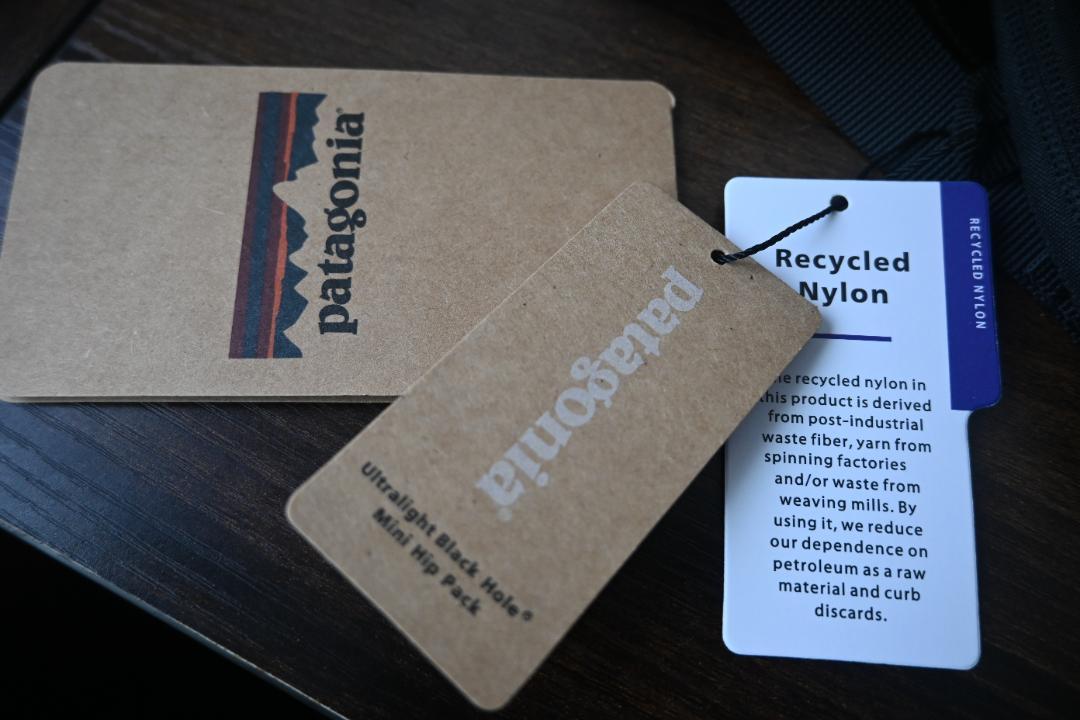 patagonia®
patagonia®
Ultralight Black Hole®
Mini Hip Pack
Recycled
Nylon
RECYCLED NYLON
recycled nylon in
this product is derived
from post-industrial
waste fiber, yarn from
spinning factories
and/or waste from
weaving mills. By
using it, we reduce
our dependence on
petroleum as a raw
material and curb
discards.